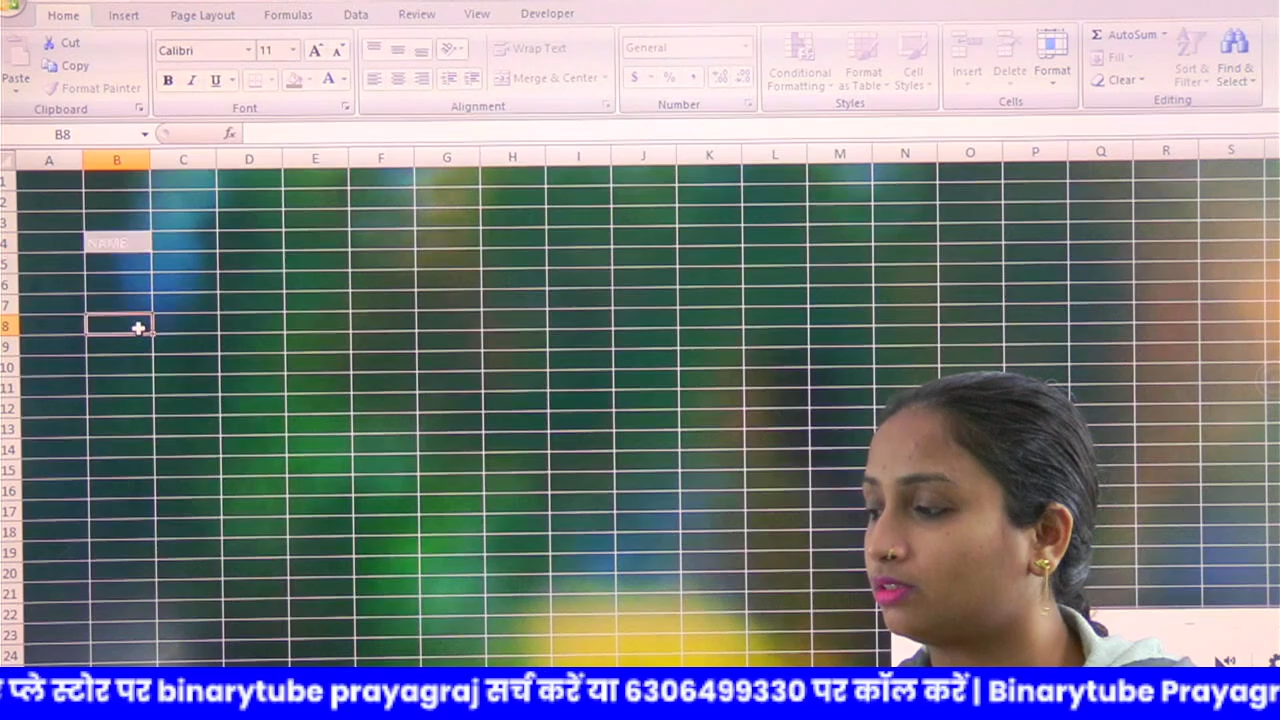 Home Insert Page Layout Formulas Data Review View Developer
Cut
Copy
Format Painter
Paste
Clipboard
Calibri 11 A A
B I U A
Font
Wrap Text
Merge & Center
Alignment
General
$ % , .0 .00 .00 .0
Number
Conditional Formatting
Format as Table
Cell Styles
Styles
Insert Delete Format
Cells
Σ AutoSum
Fill
Clear
Sort & Filter
Find & Select
Editing
B8 fx
A B C D E F G H I J K L M N O P Q R S
1
2
3
4 NAME
5
6
7
8
9
10
11
12
13
14
15
16
17
18
19
20
21
22
23
24
प्ले स्टोर पर binarytube prayagraj सर्च करें या 6306499330 पर कॉल करें | Binarytube Prayagr